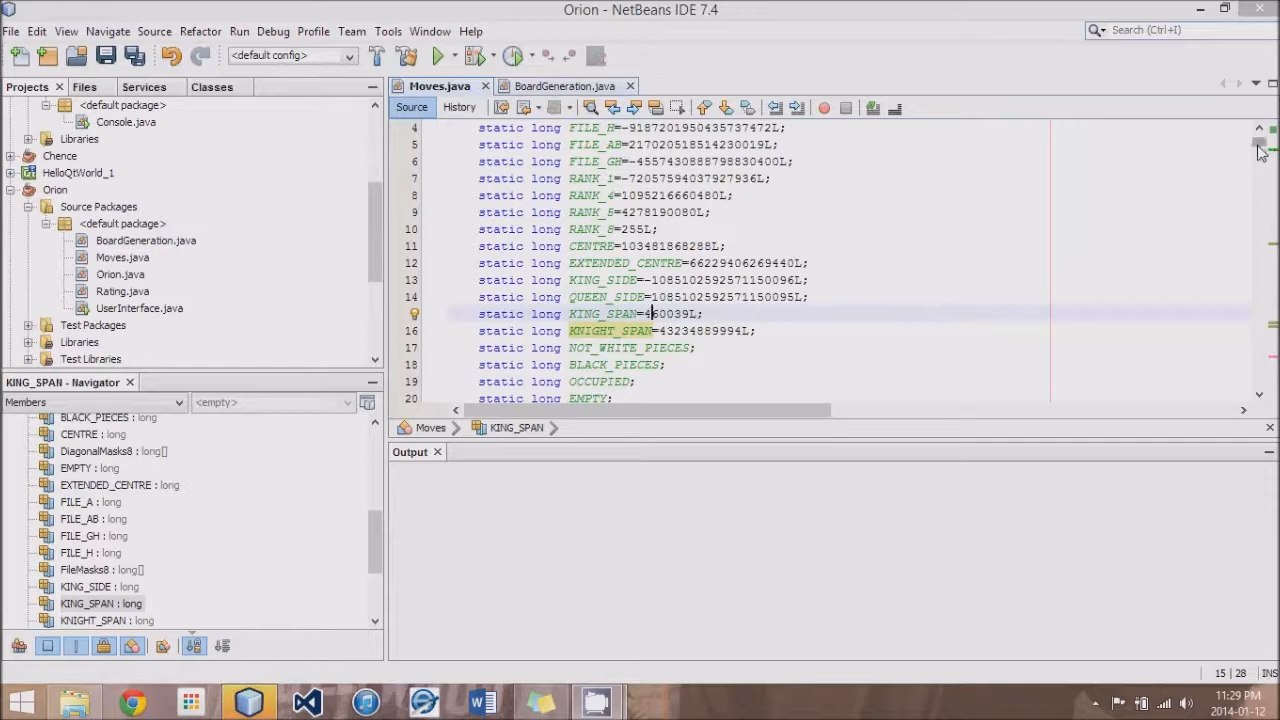 Orion - NetBeans IDE 7.4
File Edit View Navigate Source Refactor Run Debug Profile Team Tools Window Help
Search (Ctrl+I)
<default config>
Projects Files Services Classes
Moves.java BoardGeneration.java
Source History
<default package>
Console.java
Libraries
Chence
HelloQtWorld_1
Orion
Source Packages
<default package>
BoardGeneration.java
Moves.java
Orion.java
Rating.java
UserInterface.java
Test Packages
Libraries
Test Libraries
4 static long FILE_H=-9187201950435737472L;
5 static long FILE_AB=217020518514230019L;
6 static long FILE_GH=-4557430888798830400L;
7 static long RANK_1=-72057594037927936L;
8 static long RANK_4=1095216660480L;
9 static long RANK_5=4278190080L;
10 static long RANK_8=255L;
11 static long CENTRE=103481868288L;
12 static long EXTENDED_CENTRE=66229406269440L;
13 static long KING_SIDE=-1085102592571150096L;
14 static long QUEEN_SIDE=1085102592571150095L;
15 static long KING_SPAN=460039L;
16 static long KNIGHT_SPAN=43234889994L;
17 static long NOT_WHITE_PIECES;
18 static long BLACK_PIECES;
19 static long OCCUPIED;
20 static long EMPTY;
Moves KING_SPAN
KING_SPAN - Navigator
Members <empty>
BLACK_PIECES : long
CENTRE : long
DiagonalMasks8 : long[]
EMPTY : long
EXTENDED_CENTRE : long
FILE_A : long
FILE_AB : long
FILE_GH : long
FILE_H : long
FileMasks8 : long[]
KING_SIDE : long
KING_SPAN : long
KNIGHT_SPAN : long
Output
15 | 28 INS
11:29 PM
2014-01-12